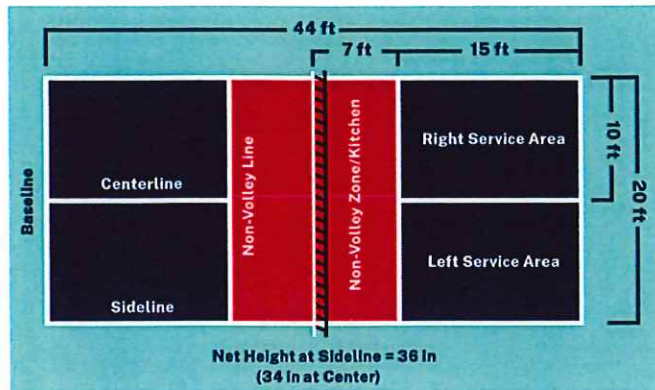 44 ft
7 ft
15 ft
Baseline
Centerline
Sideline
Non-Volley Line
Non-Volley Zone/Kitchen
Right Service Area
Left Service Area
10 ft
20 ft
Net Height at Sideline = 36 in
(34 in at Center)